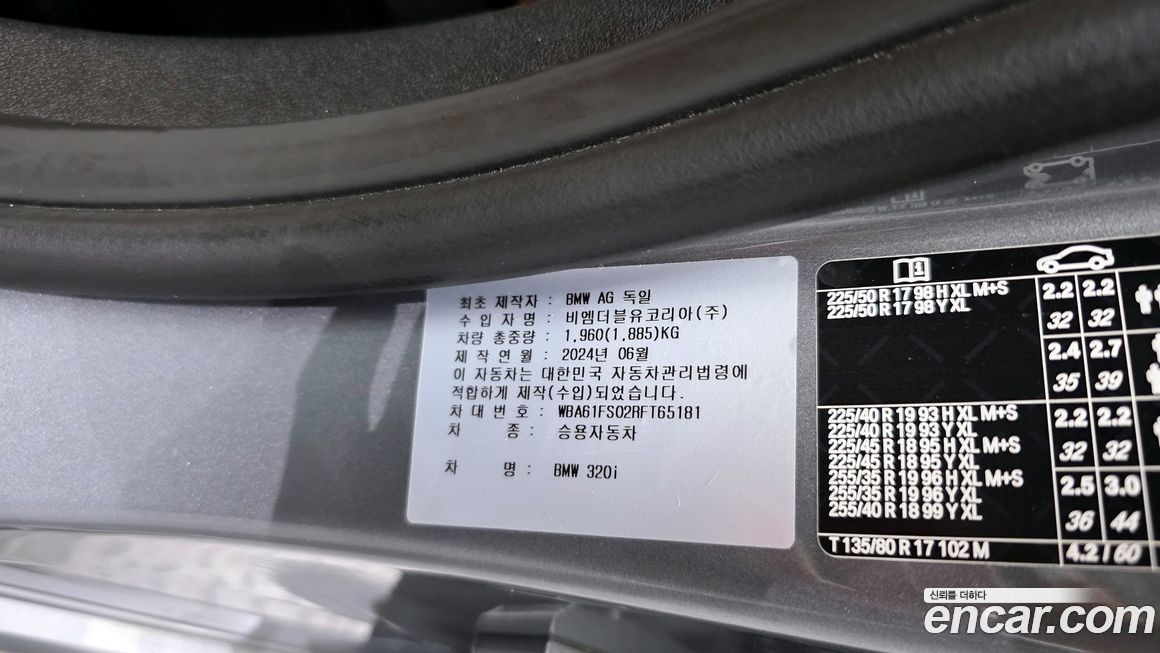 최초 제작자 : BMW AG 독일
수 입 자 명 : 비엠더블유코리아(주)
차량 총중량 : 1,960(1,885)KG
제 작 연 월 : 2024년 06월
이 자동차는 대한민국 자동차관리법령에
적합하게 제작(수입)되었습니다.
차 대 번 호 : WBA61FS02RFT65181
차 종 : 승용자동차
차 명 : BMW 320i
225/50 R 17 98 H XL M+S 2.2 2.2
225/50 R 17 98 Y XL 32 32
2.4 2.7
35 39
225/40 R 19 93 H XL M+S 2.2 2.2
225/40 R 19 93 Y XL
225/45 R 18 95 H XL M+S 32 32
225/45 R 18 95 Y XL
255/35 R 19 96 H XL M+S 2.5 3.0
255/35 R 19 96 Y XL
255/40 R 18 99 Y XL 36 44
T 135/80 R 17 102 M 4.2 / 60
신뢰를 더하다
encar.com